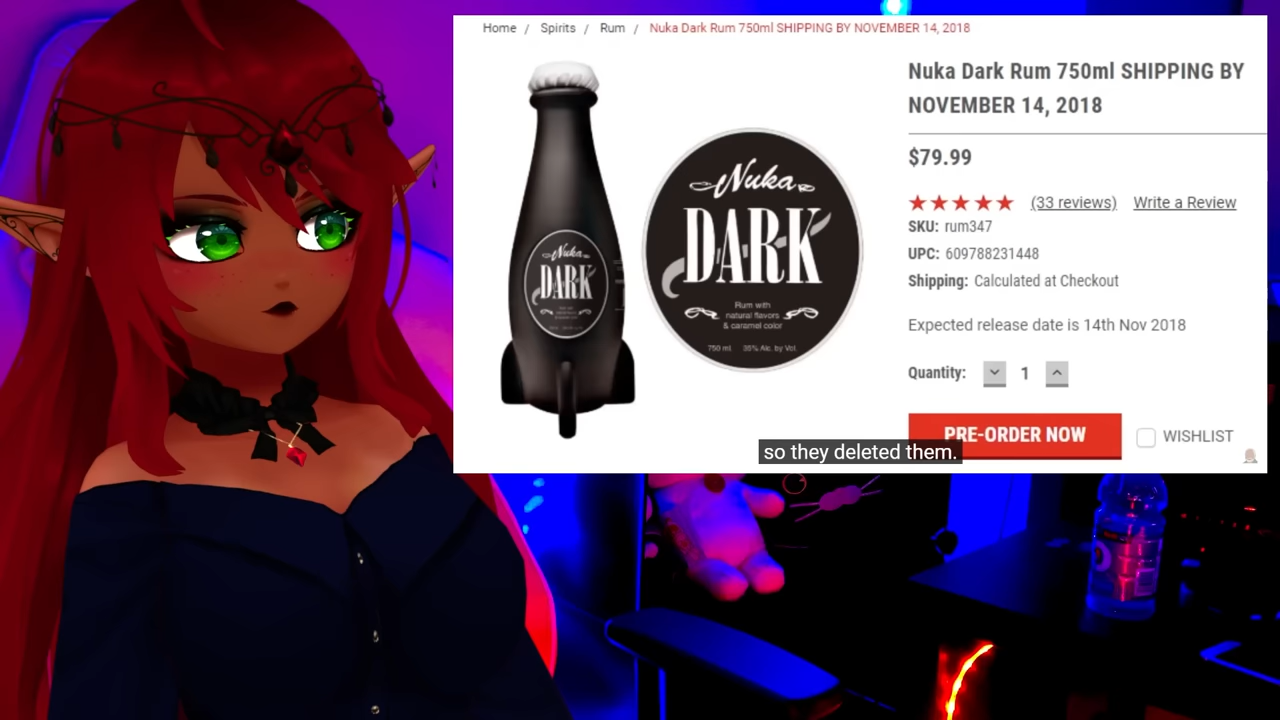 Home / Spirits / Rum / Nuka Dark Rum 750ml SHIPPING BY NOVEMBER 14, 2018
Nuka Dark Rum 750ml SHIPPING BY
NOVEMBER 14, 2018
$79.99
(33 reviews) Write a Review
SKU: rum347
UPC: 609788231448
Shipping: Calculated at Checkout
Expected release date is 14th Nov 2018
Quantity: 1
PRE-ORDER NOW
WISHLIST
Nuka
DARK
Nuka
DARK
Rum with
natural flavors
& caramel color
750 ml 35% Alc. by Vol.
so they deleted them.